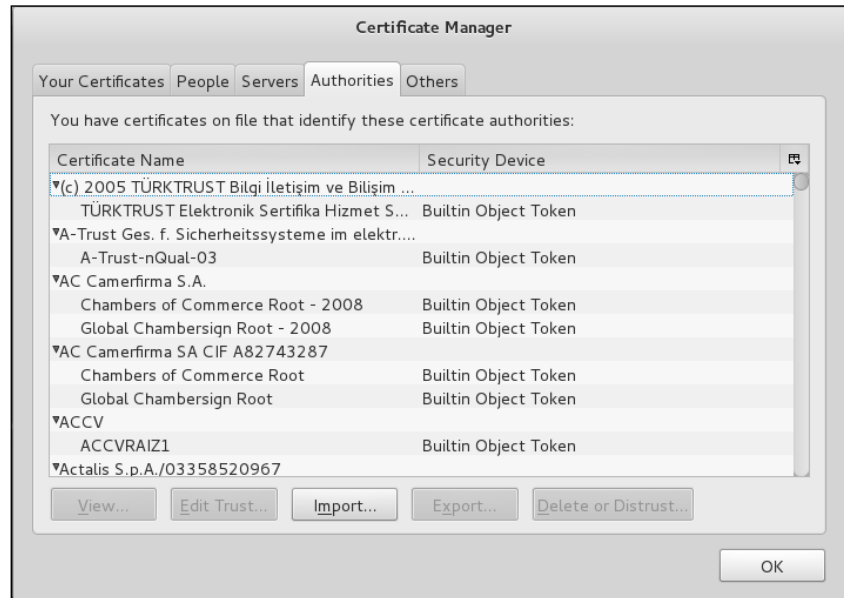 Certificate Manager
Your Certificates People Servers Authorities Others
You have certificates on file that identify these certificate authorities:
Certificate Name Security Device
(c) 2005 TÜRKTRUST Bilgi İletişim ve Bilişim ...
TÜRKTRUST Elektronik Sertifika Hizmet S... Builtin Object Token
A-Trust Ges. f. Sicherheitssysteme im elektr....
A-Trust-nQual-03 Builtin Object Token
AC Camerfirma S.A.
Chambers of Commerce Root - 2008 Builtin Object Token
Global Chambersign Root - 2008 Builtin Object Token
AC Camerfirma SA CIF A82743287
Chambers of Commerce Root Builtin Object Token
Global Chambersign Root Builtin Object Token
ACCV
ACCVRAIZ1 Builtin Object Token
Actalis S.p.A./03358520967
View... Edit Trust... Import... Export... Delete or Distrust...
OK